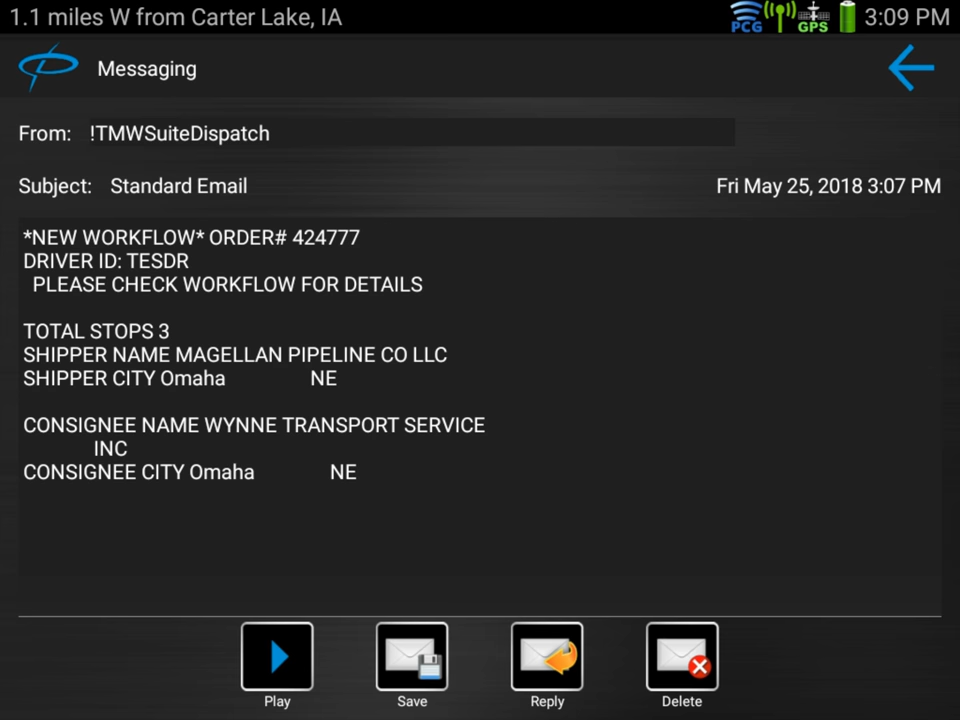 1.1 miles W from Carter Lake, IA
PCG GPS 3:09 PM
Messaging
From: !TMWSuiteDispatch
Subject: Standard Email Fri May 25, 2018 3:07 PM
*NEW WORKFLOW* ORDER# 424777
DRIVER ID: TESDR
PLEASE CHECK WORKFLOW FOR DETAILS
TOTAL STOPS 3
SHIPPER NAME MAGELLAN PIPELINE CO LLC
SHIPPER CITY Omaha NE
CONSIGNEE NAME WYNNE TRANSPORT SERVICE
INC
CONSIGNEE CITY Omaha NE
Play Save Reply Delete